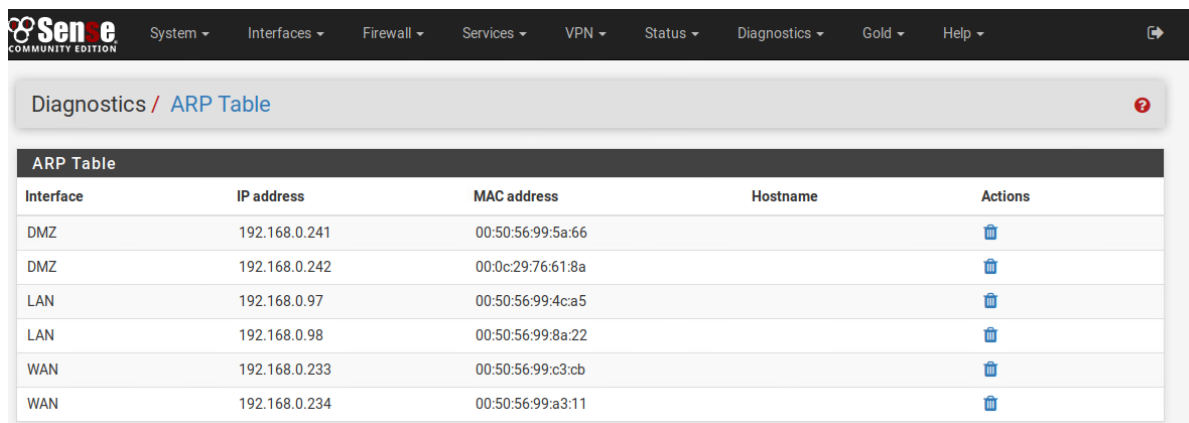 Sense
COMMUNITY EDITION
System Interfaces Firewall Services VPN Status Diagnostics Gold Help
Diagnostics / ARP Table
ARP Table
Interface IP address MAC address Hostname Actions
DMZ 192.168.0.241 00:50:56:99:5a:66
DMZ 192.168.0.242 00:0c:29:76:61:8a
LAN 192.168.0.97 00:50:56:99:4c:a5
LAN 192.168.0.98 00:50:56:99:8a:22
WAN 192.168.0.233 00:50:56:99:c3:cb
WAN 192.168.0.234 00:50:56:99:a3:11